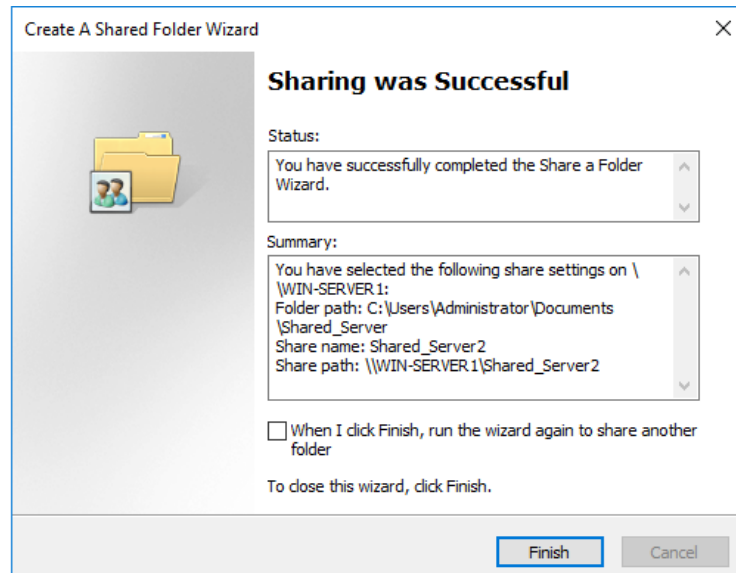 Create A Shared Folder Wizard
Sharing was Successful
Status:
You have successfully completed the Share a Folder
Wizard.
Summary:
You have selected the following share settings on \
\WIN-SERVER1:
Folder path: C:\Users\Administrator\Documents
\Shared_Server
Share name: Shared_Server2
Share path: \\WIN-SERVER1\Shared_Server2
When I click Finish, run the wizard again to share another
folder
To close this wizard, click Finish.
Finish
Cancel